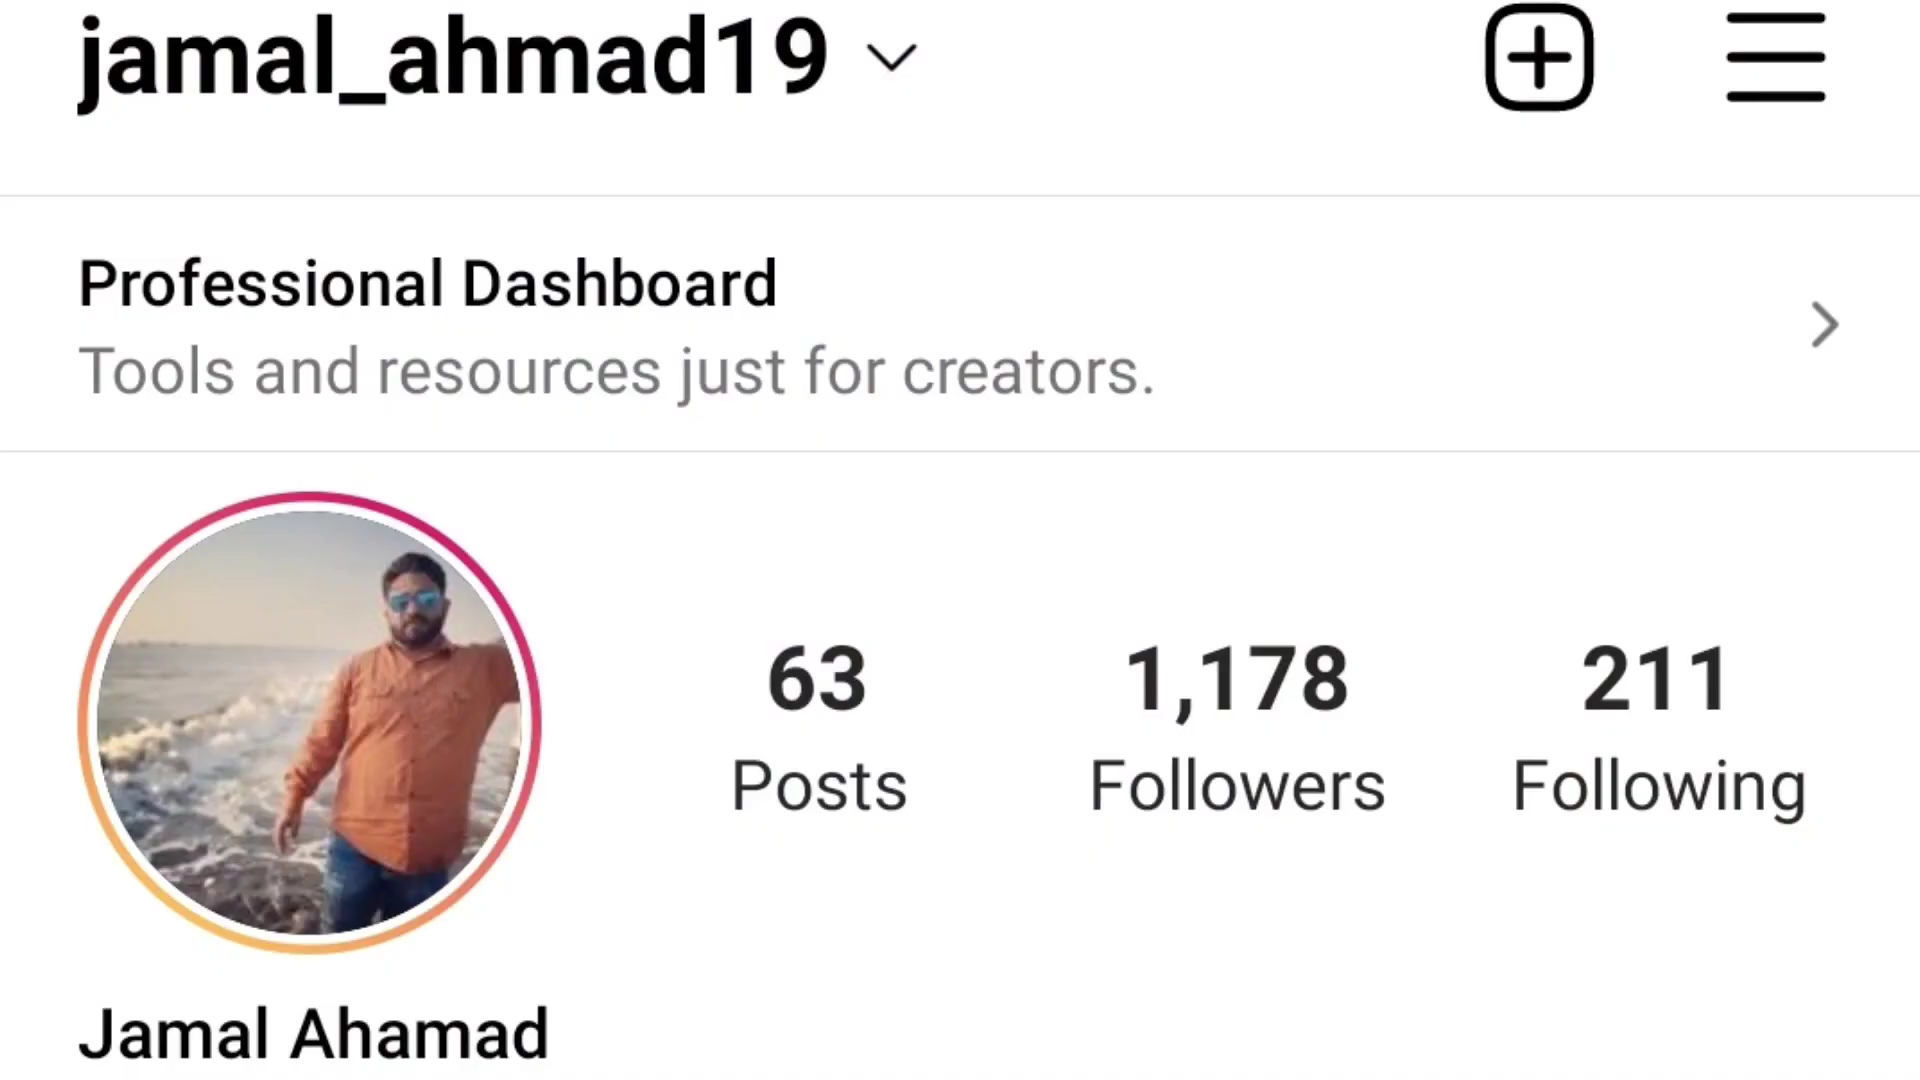 jamal_ahmad19
Professional Dashboard
Tools and resources just for creators.
63
Posts
1,178
Followers
211
Following
Jamal Ahamad